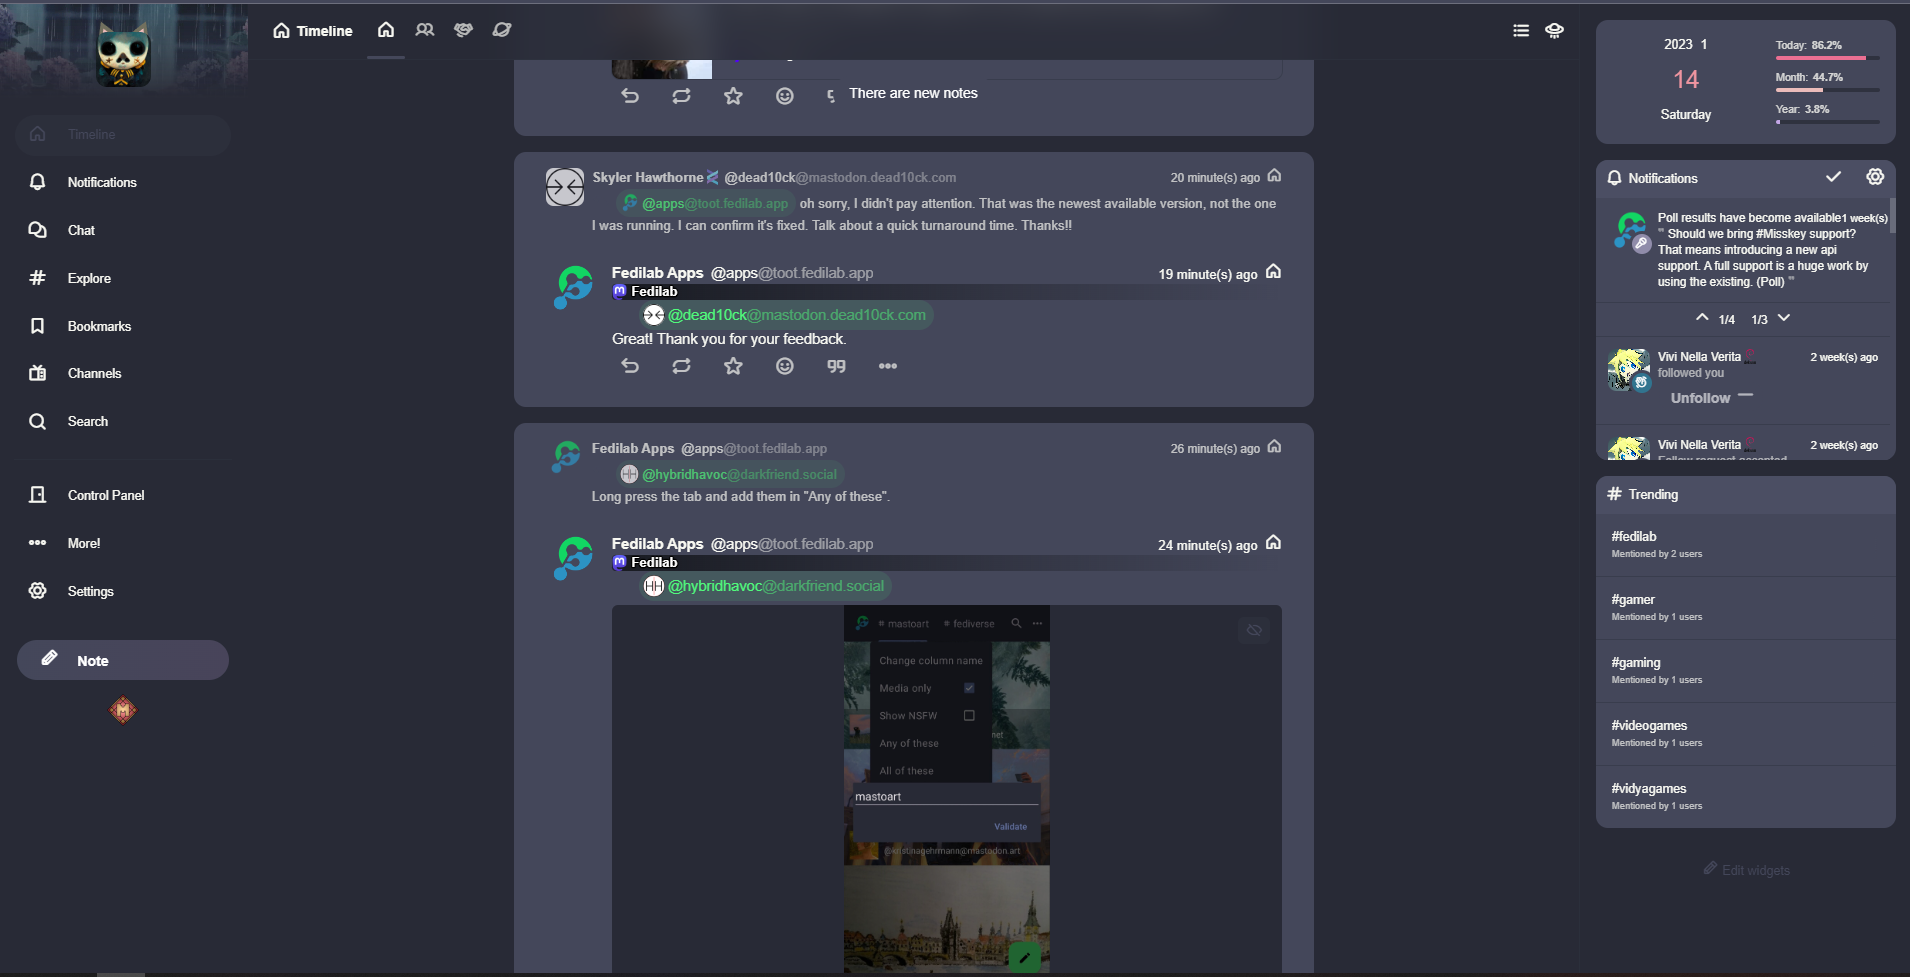 Timeline
Timeline
Notifications
Chat
Explore
Bookmarks
Channels
Search
Control Panel
More!
Settings
Note
There are new notes
Skyler Hawthorne @dead10ck@mastodon.dead10ck.com
20 minute(s) ago
@apps@toot.fedilab.app oh sorry, I didn't pay attention. That was the newest available version, not the one
I was running. I can confirm it's fixed. Talk about a quick turnaround time. Thanks!!
Fedilab Apps @apps@toot.fedilab.app
19 minute(s) ago
Fedilab
@dead10ck@mastodon.dead10ck.com
Great! Thank you for your feedback.
Fedilab Apps @apps@toot.fedilab.app
26 minute(s) ago
@hybridhavoc@darkfriend.social
Long press the tab and add them in "Any of these".
Fedilab Apps @apps@toot.fedilab.app
24 minute(s) ago
Fedilab
HH @hybridhavoc@darkfriend.social
# mastoart # fediverse
Change column name
Media only
Show NSFW
Any of these
net
All of these
mastoart
Validate
@kristinagehrmann@mastodon.art
2023 1
14
Saturday
Today: 86.2%
Month: 44.7%
Year: 3.8%
Notifications
Poll results have become available 1 week(s)
" Should we bring #Misskey support?
That means introducing a new api
support. A full support is a huge work by
using the existing. (Poll) "
1/4 1/3
Vivi Nella Verita
2 week(s) ago
followed you
Unfollow
Vivi Nella Verita
2 week(s) ago
Follow request accepted
# Trending
#fedilab
Mentioned by 2 users
#gamer
Mentioned by 1 users
#gaming
Mentioned by 1 users
#videogames
Mentioned by 1 users
#vidyagames
Mentioned by 1 users
Edit widgets